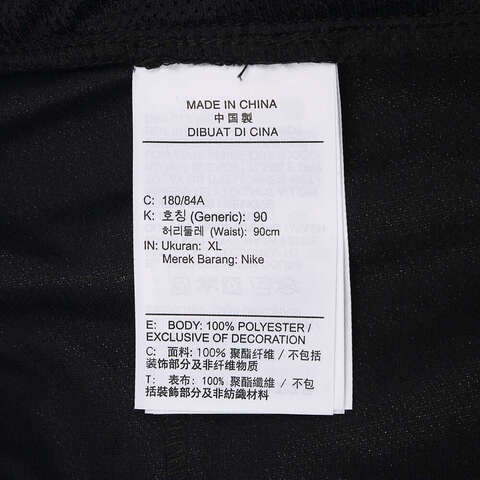 MADE IN CHINA
中国製
DIBUAT DI CINA
C: 180/84A
K: 호칭 (Generic): 90
허리둘레 (Waist): 90cm
IN: Ukuran: XL
Merek Barang: Nike
E: BODY: 100% POLYESTER /
EXCLUSIVE OF DECORATION
C: 面料: 100% 聚酯纤维 / 不包括
装饰部分及非纤维物质
T: 表布: 100% 聚酯纖維 / 不包
括裝飾部分及非紡織材料